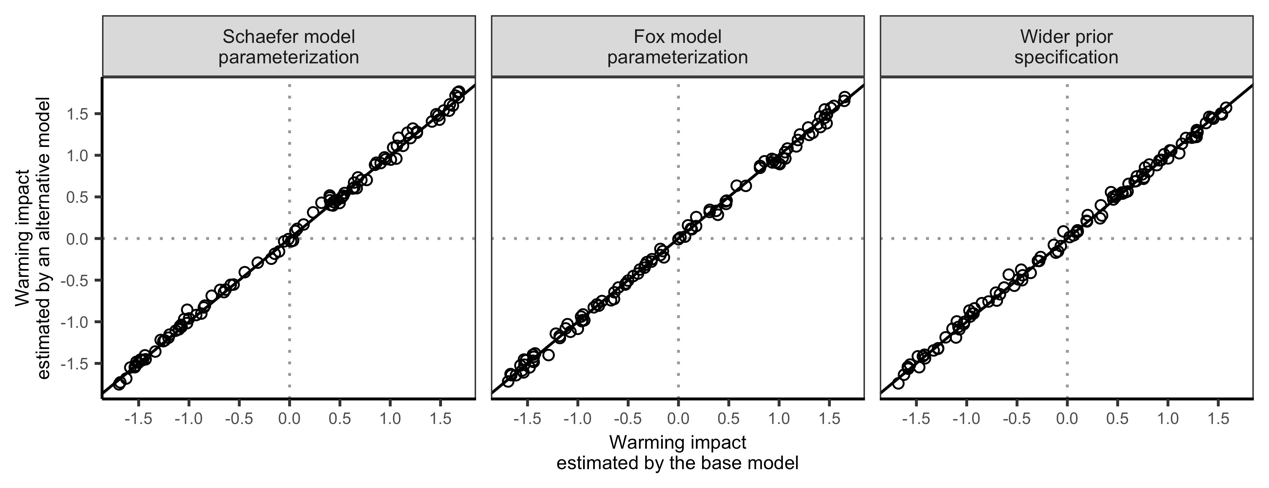 Schaefer model
parameterization
Fox model
parameterization
Wider prior
specification
Warming impact
estimated by an alternative model
1.5
1.0
0.5
0.0
-0.5
-1.0
-1.5
-1.5 -1.0 -0.5 0.0 0.5 1.0 1.5
-1.5 -1.0 -0.5 0.0 0.5 1.0 1.5
-1.5 -1.0 -0.5 0.0 0.5 1.0 1.5
Warming impact
estimated by the base model